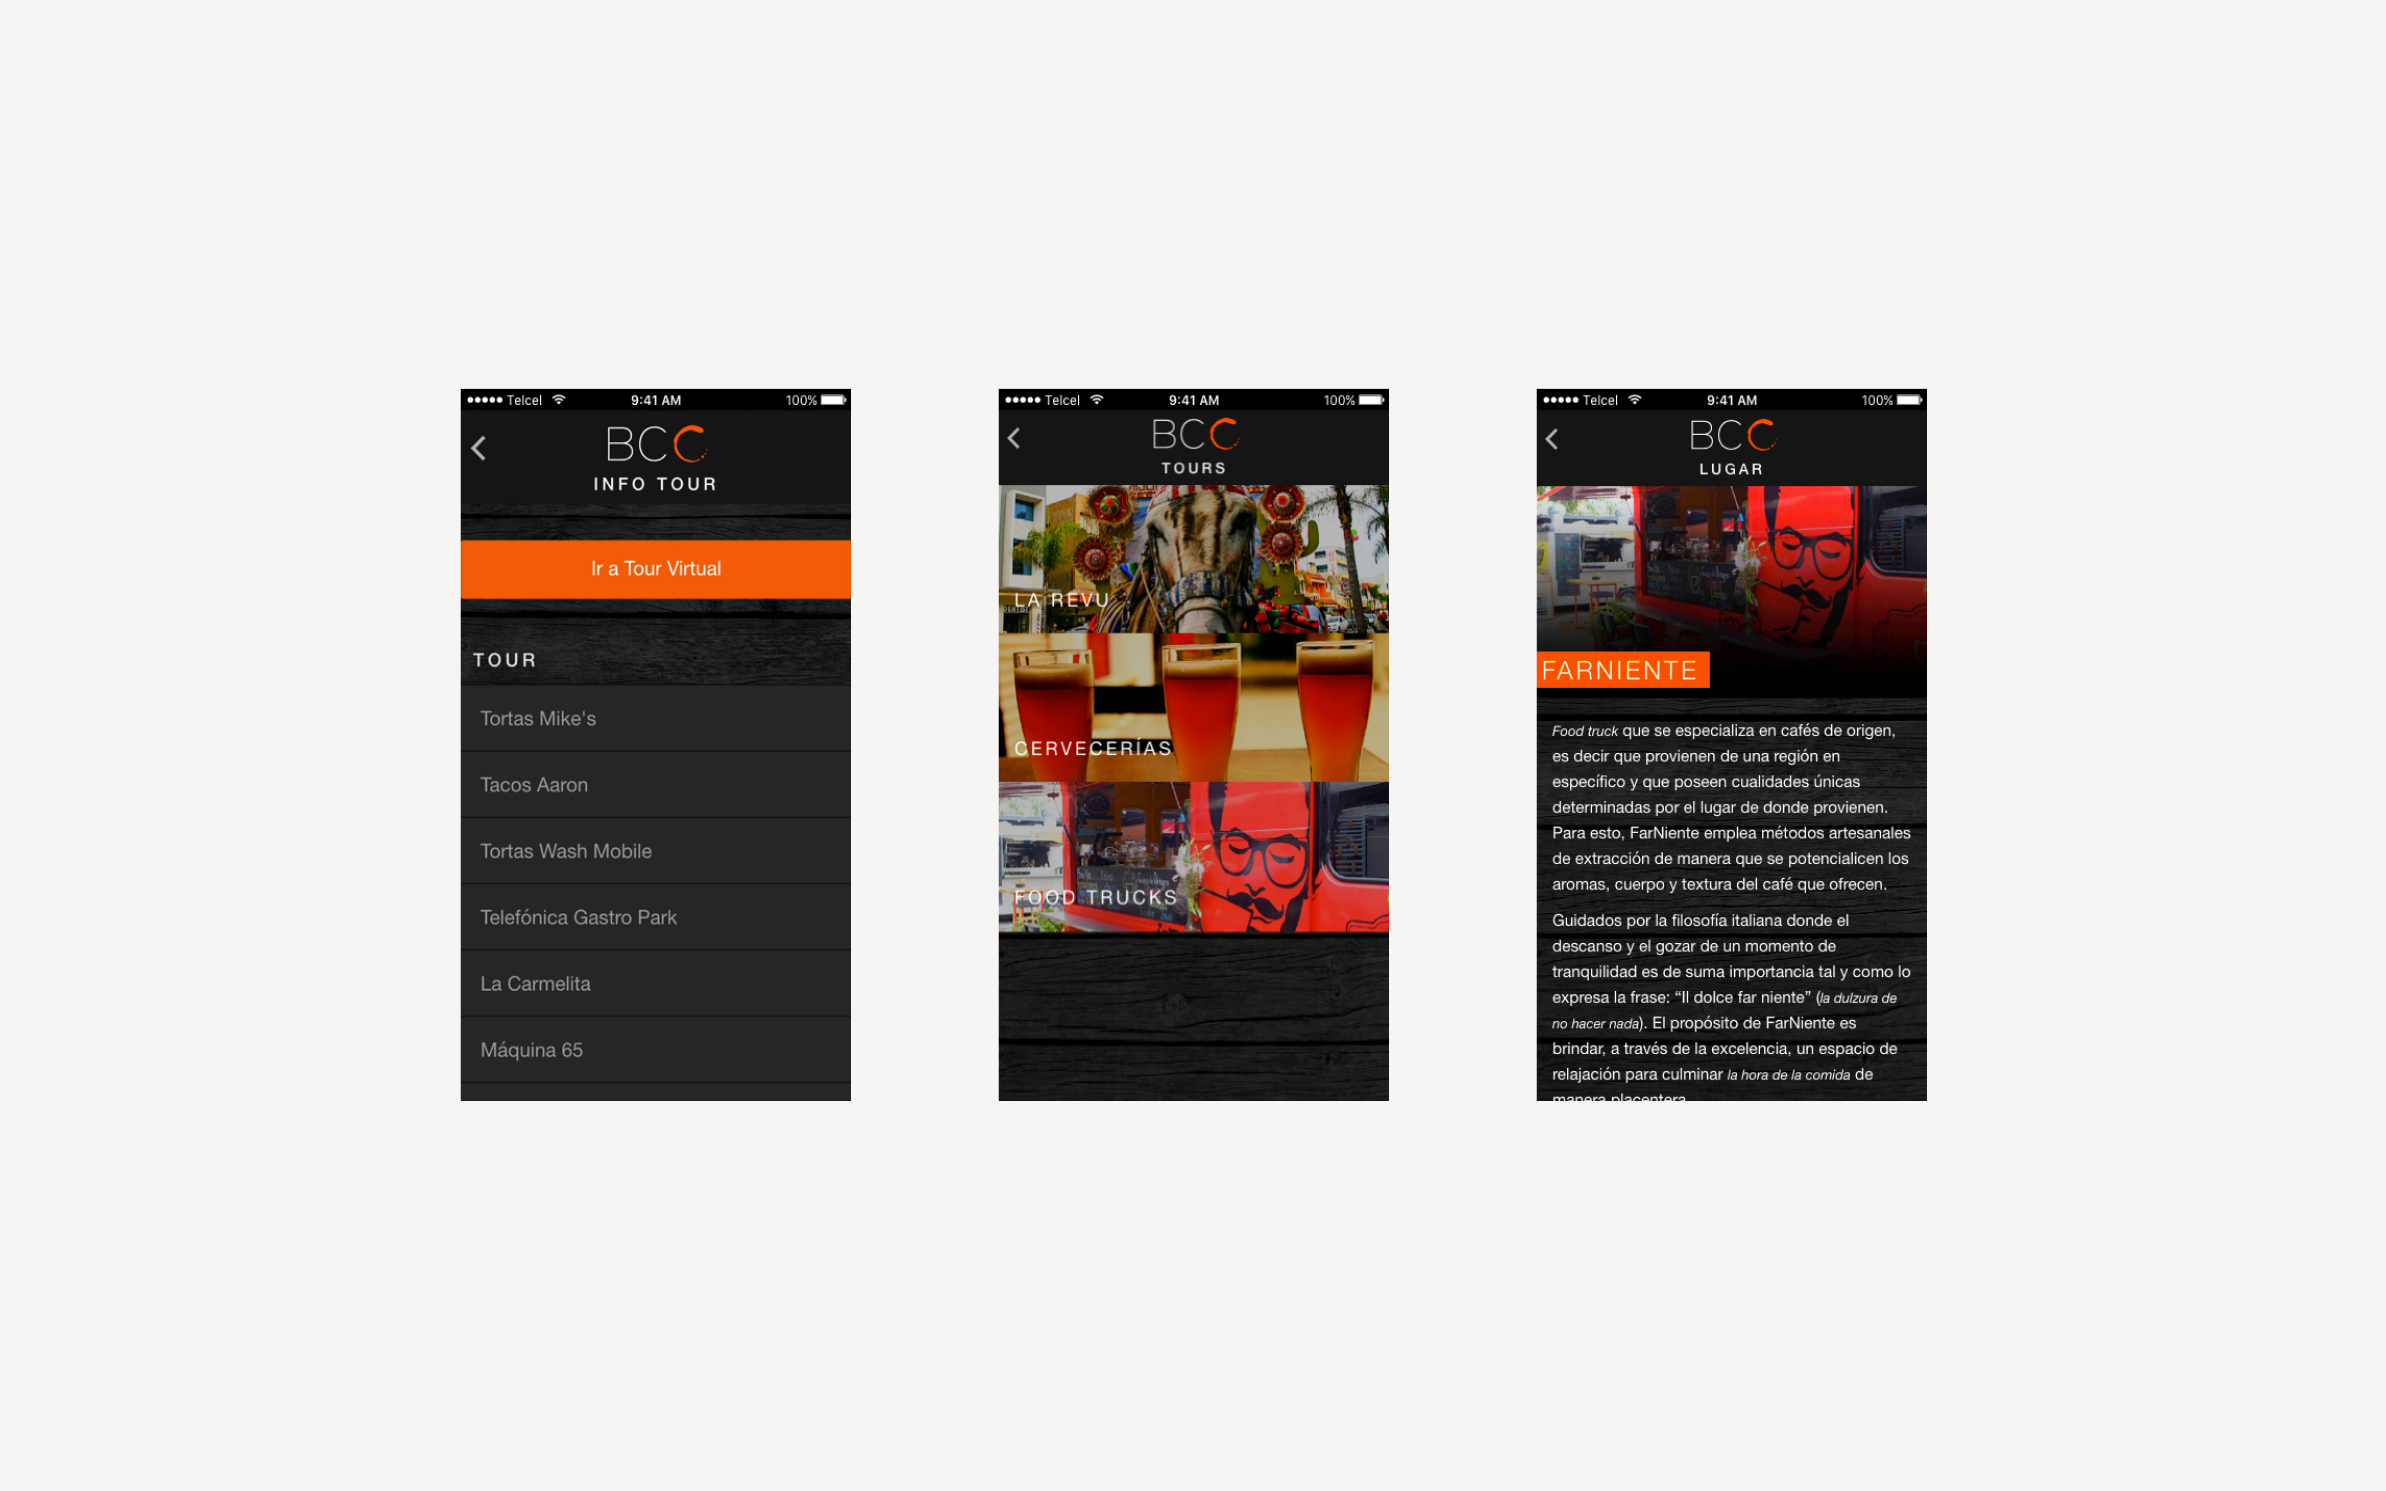 Telcel 9:41 AM 100%
BCC
INFO TOUR
Ir a Tour Virtual
TOUR
Tortas Mike's
Tacos Aaron
Tortas Wash Mobile
Telefónica Gastro Park
La Carmelita
Máquina 65
Telcel 9:41 AM 100%
BCC
TOURS
LA REVU
CERVECERÍAS
FOOD TRUCKS
Telcel 9:41 AM 100%
BCC
LUGAR
FARNIENTE
Food truck que se especializa en cafés de origen,
es decir que provienen de una región en
específico y que poseen cualidades únicas
determinadas por el lugar de donde provienen.
Para esto, FarNiente emplea métodos artesanales
de extracción de manera que se potencialicen los
aromas, cuerpo y textura del café que ofrecen.
Guidados por la filosofía italiana donde el
descanso y el gozar de un momento de
tranquilidad es de suma importancia tal y como lo
expresa la frase: “Il dolce far niente” (la dulzura de
no hacer nada). El propósito de FarNiente es
brindar, a través de la excelencia, un espacio de
relajación para culminar la hora de la comida de
manera placentera